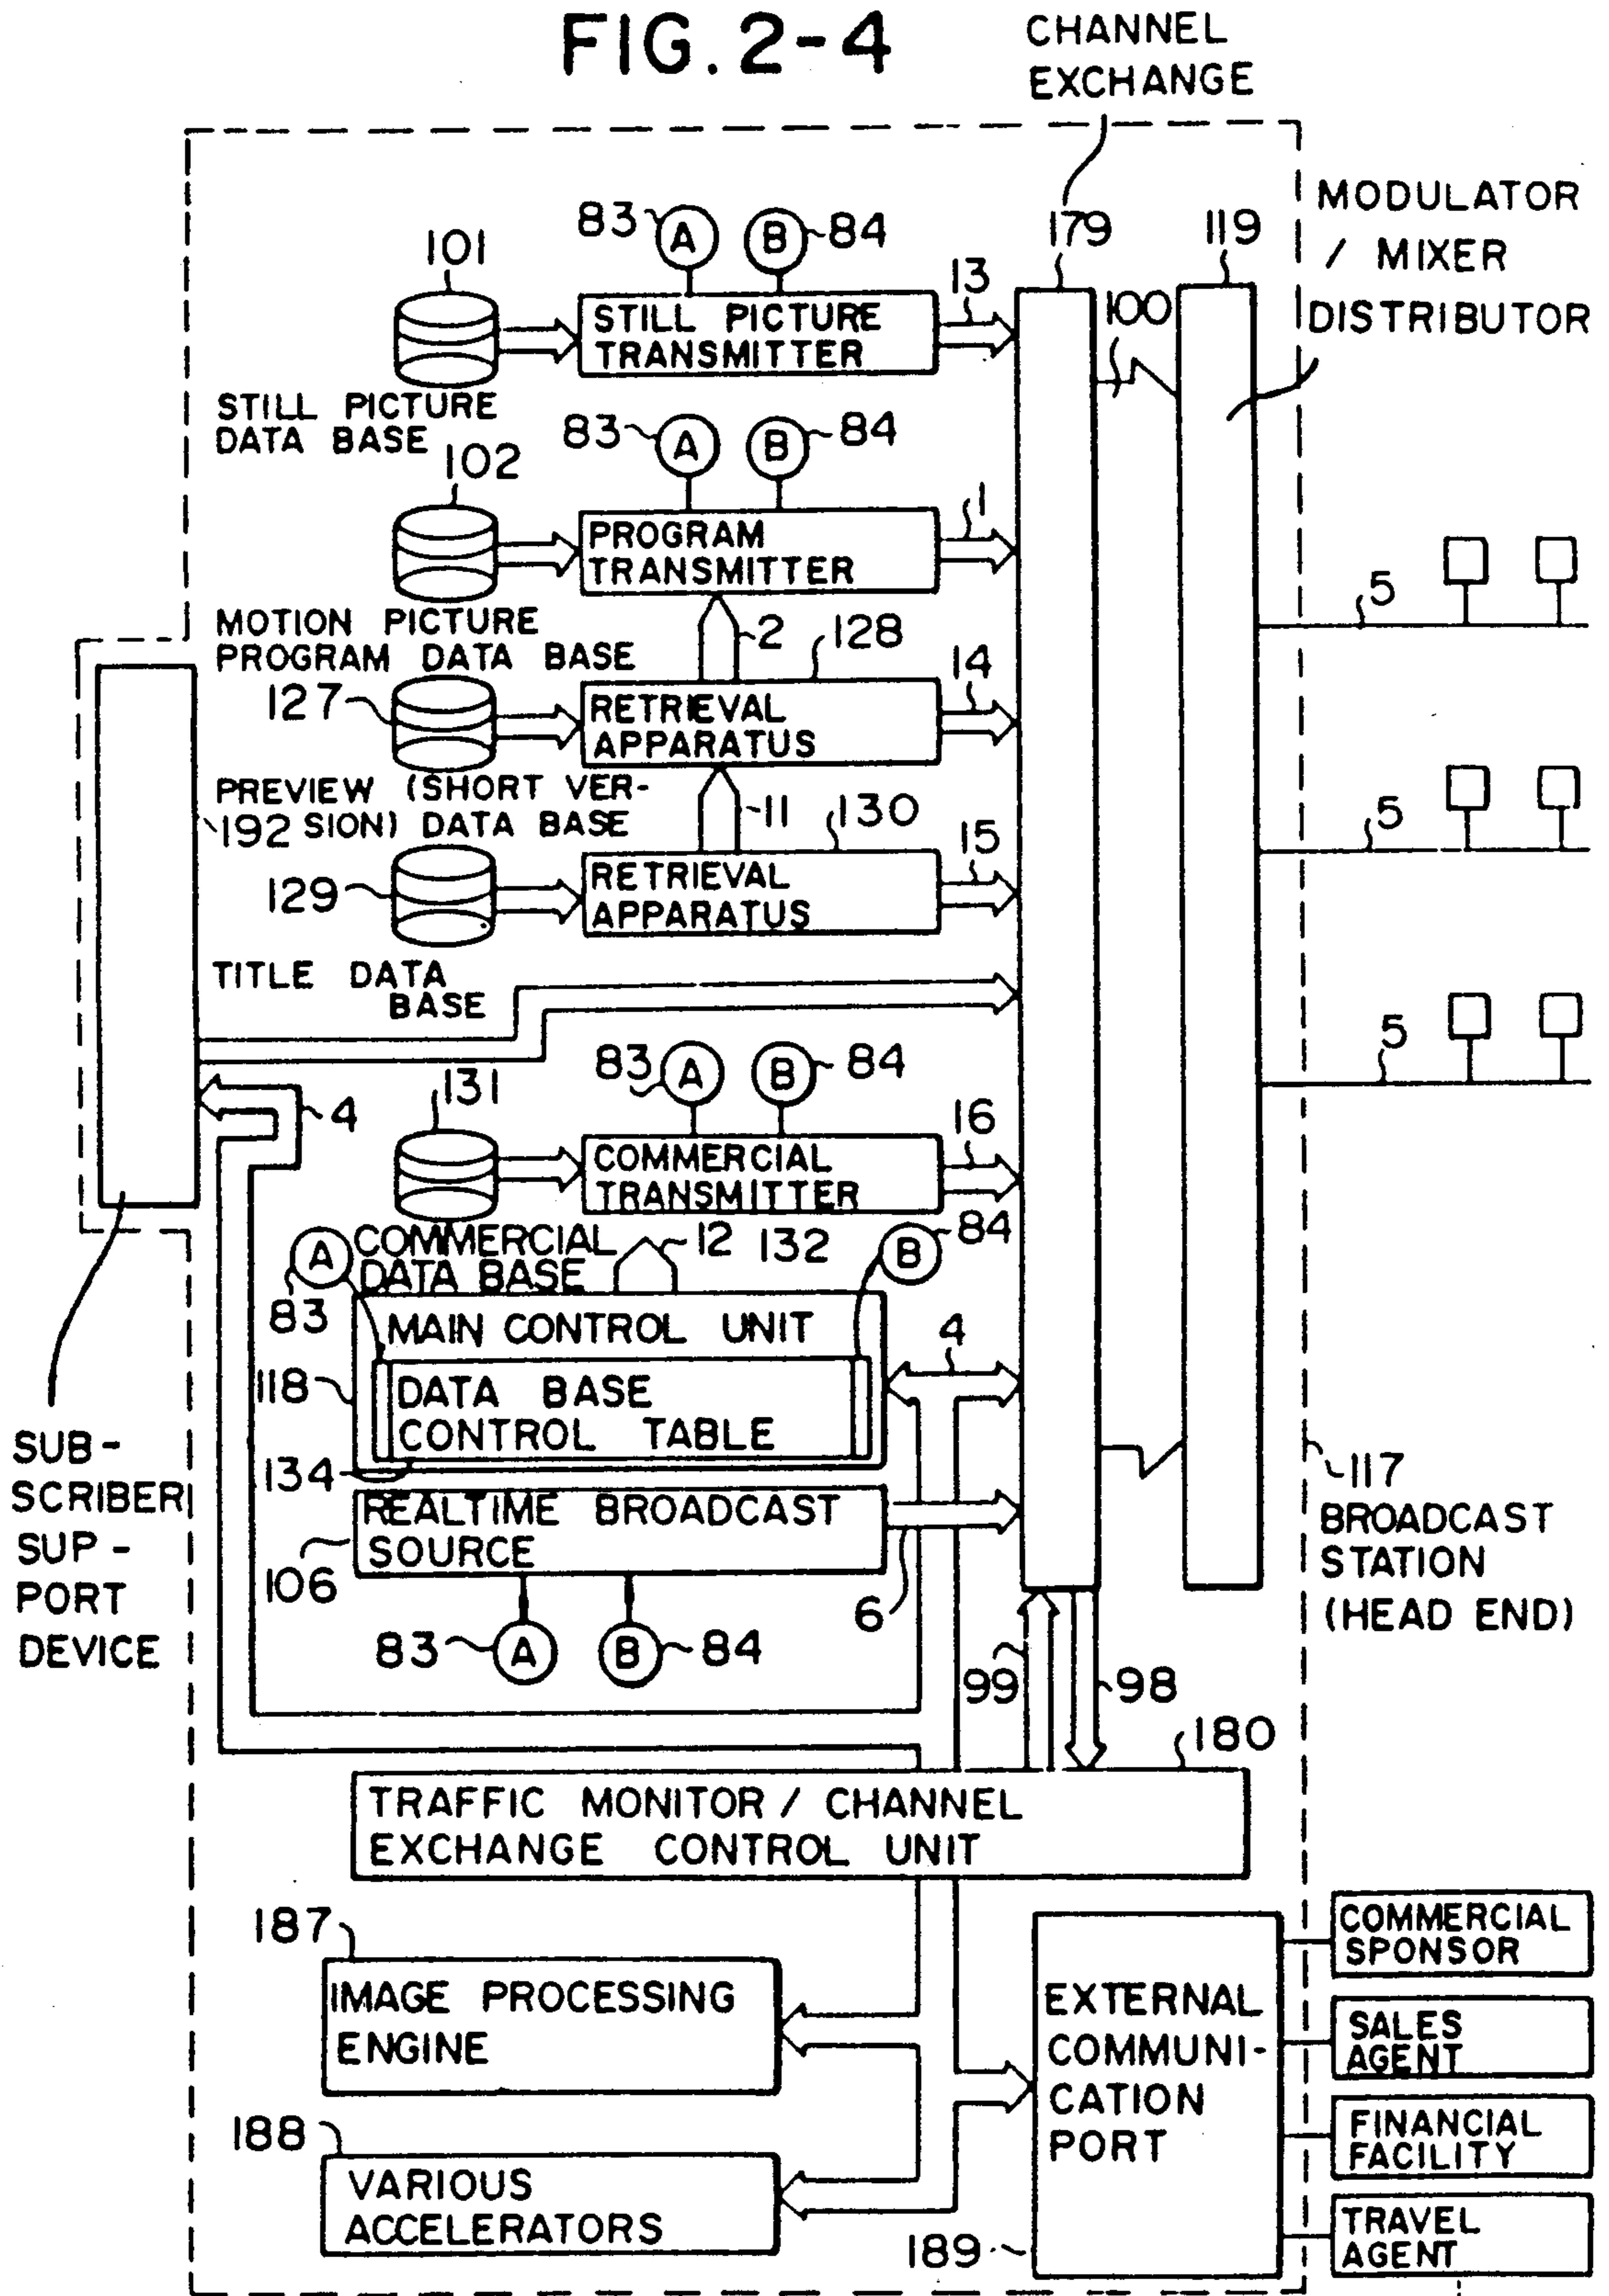 FIG. 2-4
CHANNEL
EXCHANGE
MODULATOR
/ MIXER
DISTRIBUTOR
179
119
100
101
83
A
B
84
13
STILL PICTURE
TRANSMITTER
STILL PICTURE
DATA BASE
102
83
A
B
84
1
PROGRAM
TRANSMITTER
MOTION PICTURE
PROGRAM DATA BASE
2
128
5
127
14
RETRIEVAL
APPARATUS
PREVIEW (SHORT VER-
SION) DATA BASE
192
11
130
5
129
15
RETRIEVAL
APPARATUS
TITLE DATA
BASE
5
4
131
83
A
B
84
16
COMMERCIAL
TRANSMITTER
COMMERCIAL
DATA BASE
12
132
A
83
B
84
MAIN CONTROL UNIT
118
DATA BASE
CONTROL TABLE
134
4
SUB-
SCRIBER
SUP-
PORT
DEVICE
REALTIME BROADCAST
SOURCE
106
6
83
A
B
84
117
BROADCAST
STATION
(HEAD END)
99
98
180
TRAFFIC MONITOR / CHANNEL
EXCHANGE CONTROL UNIT
187
IMAGE PROCESSING
ENGINE
188
VARIOUS
ACCELERATORS
EXTERNAL
COMMUNI-
CATION
PORT
189
COMMERCIAL
SPONSOR
SALES
AGENT
FINANCIAL
FACILITY
TRAVEL
AGENT